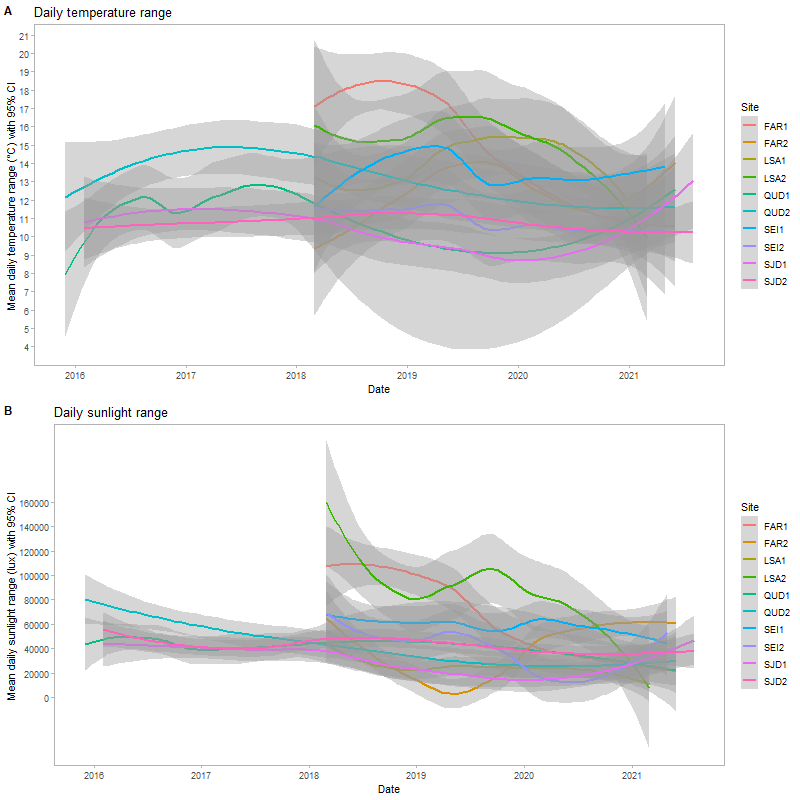 A
Daily temperature range
Mean daily temperature range (°C) with 95% CI
21
20
19
18
17
16
15
14
13
12
11
10
9
8
7
6
5
4
2016
2017
2018
2019
2020
2021
Date
Site
FAR1
FAR2
LSA1
LSA2
QUD1
QUD2
SEI1
SEI2
SJD1
SJD2
B
Daily sunlight range
Mean daily sunlight range (lux) with 95% CI
160000
140000
120000
100000
80000
60000
40000
20000
0
2016
2017
2018
2019
2020
2021
Date
Site
FAR1
FAR2
LSA1
LSA2
QUD1
QUD2
SEI1
SEI2
SJD1
SJD2